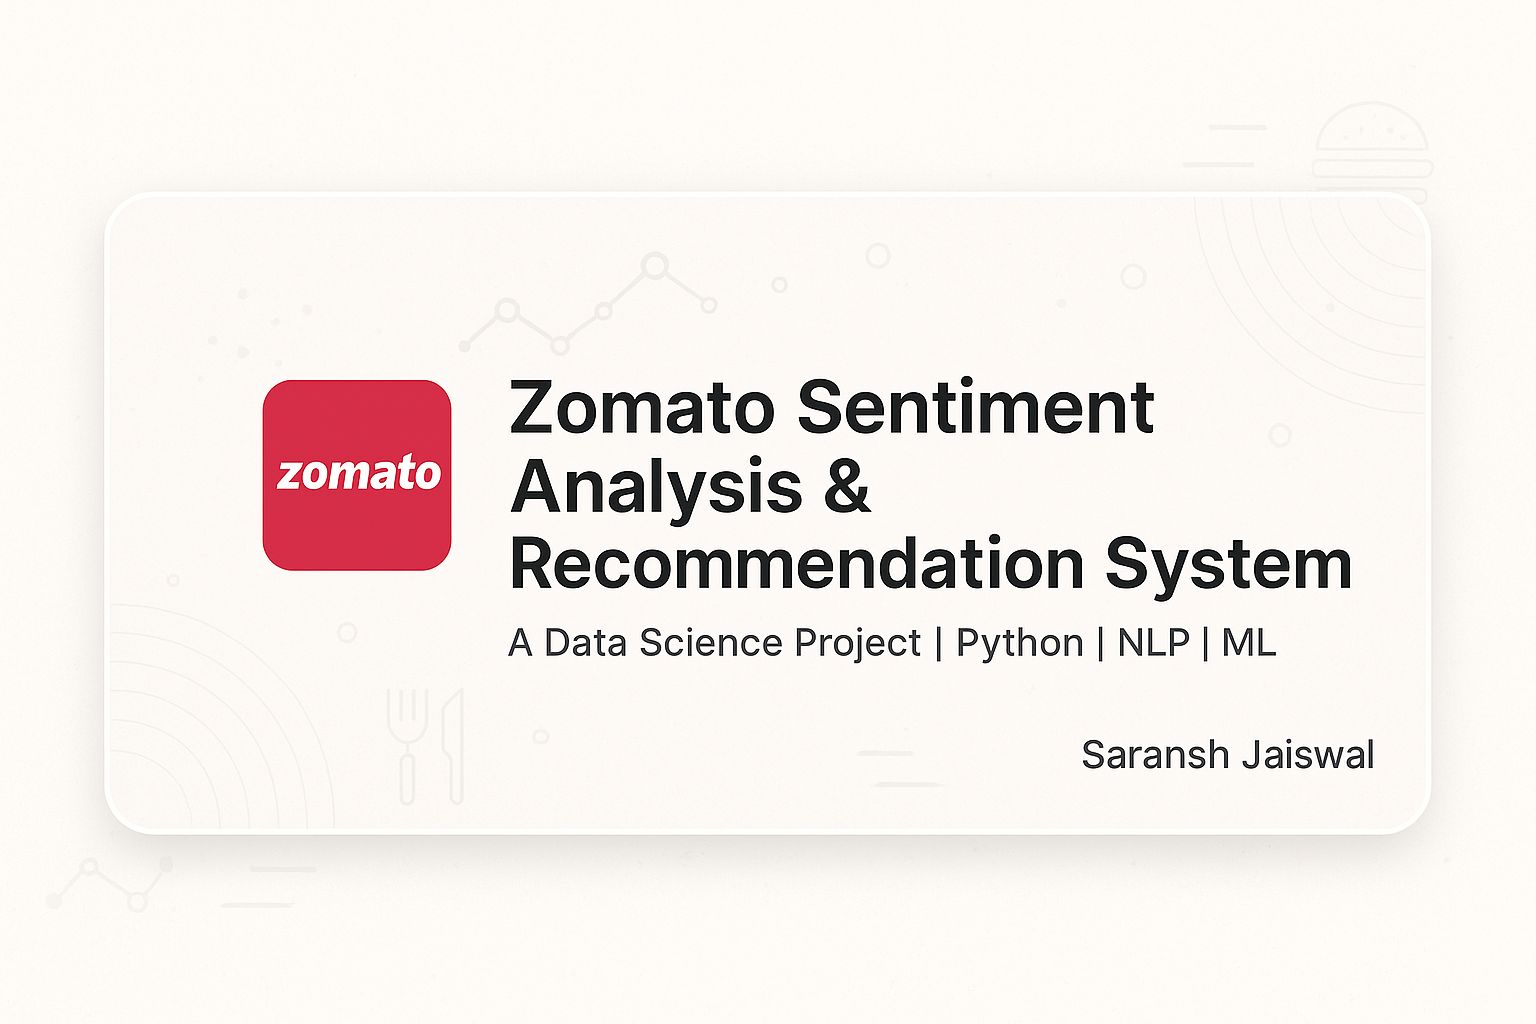 zomato
Zomato Sentiment
Analysis &
Recommendation System
A Data Science Project | Python | NLP | ML
Saransh Jaiswal